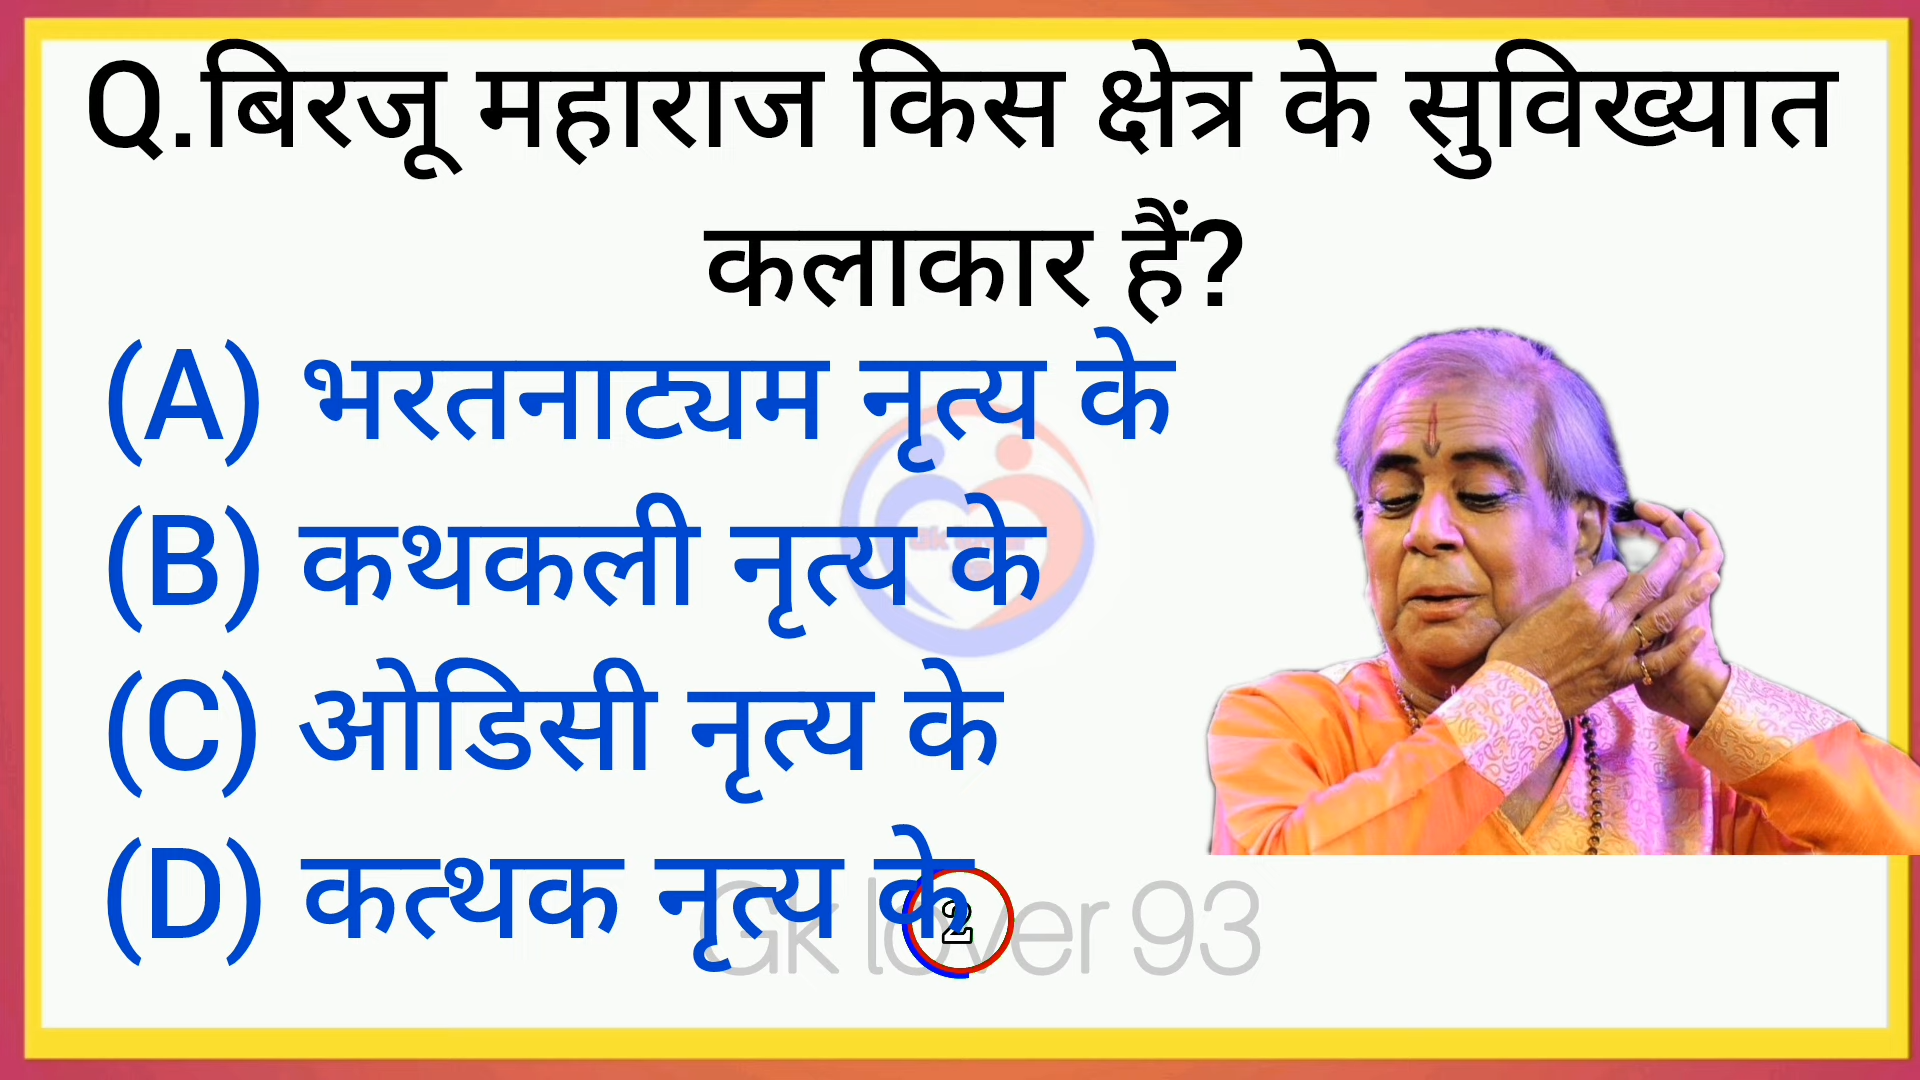 Q.बिरजू महाराज किस क्षेत्र के सुविख्यात
कलाकार हैं?
(A) भरतनाट्यम नृत्य के
(B) कथकली नृत्य के
(C) ओडिसी नृत्य के
(D) कत्थक नृत्य के
2
Gk lover 93